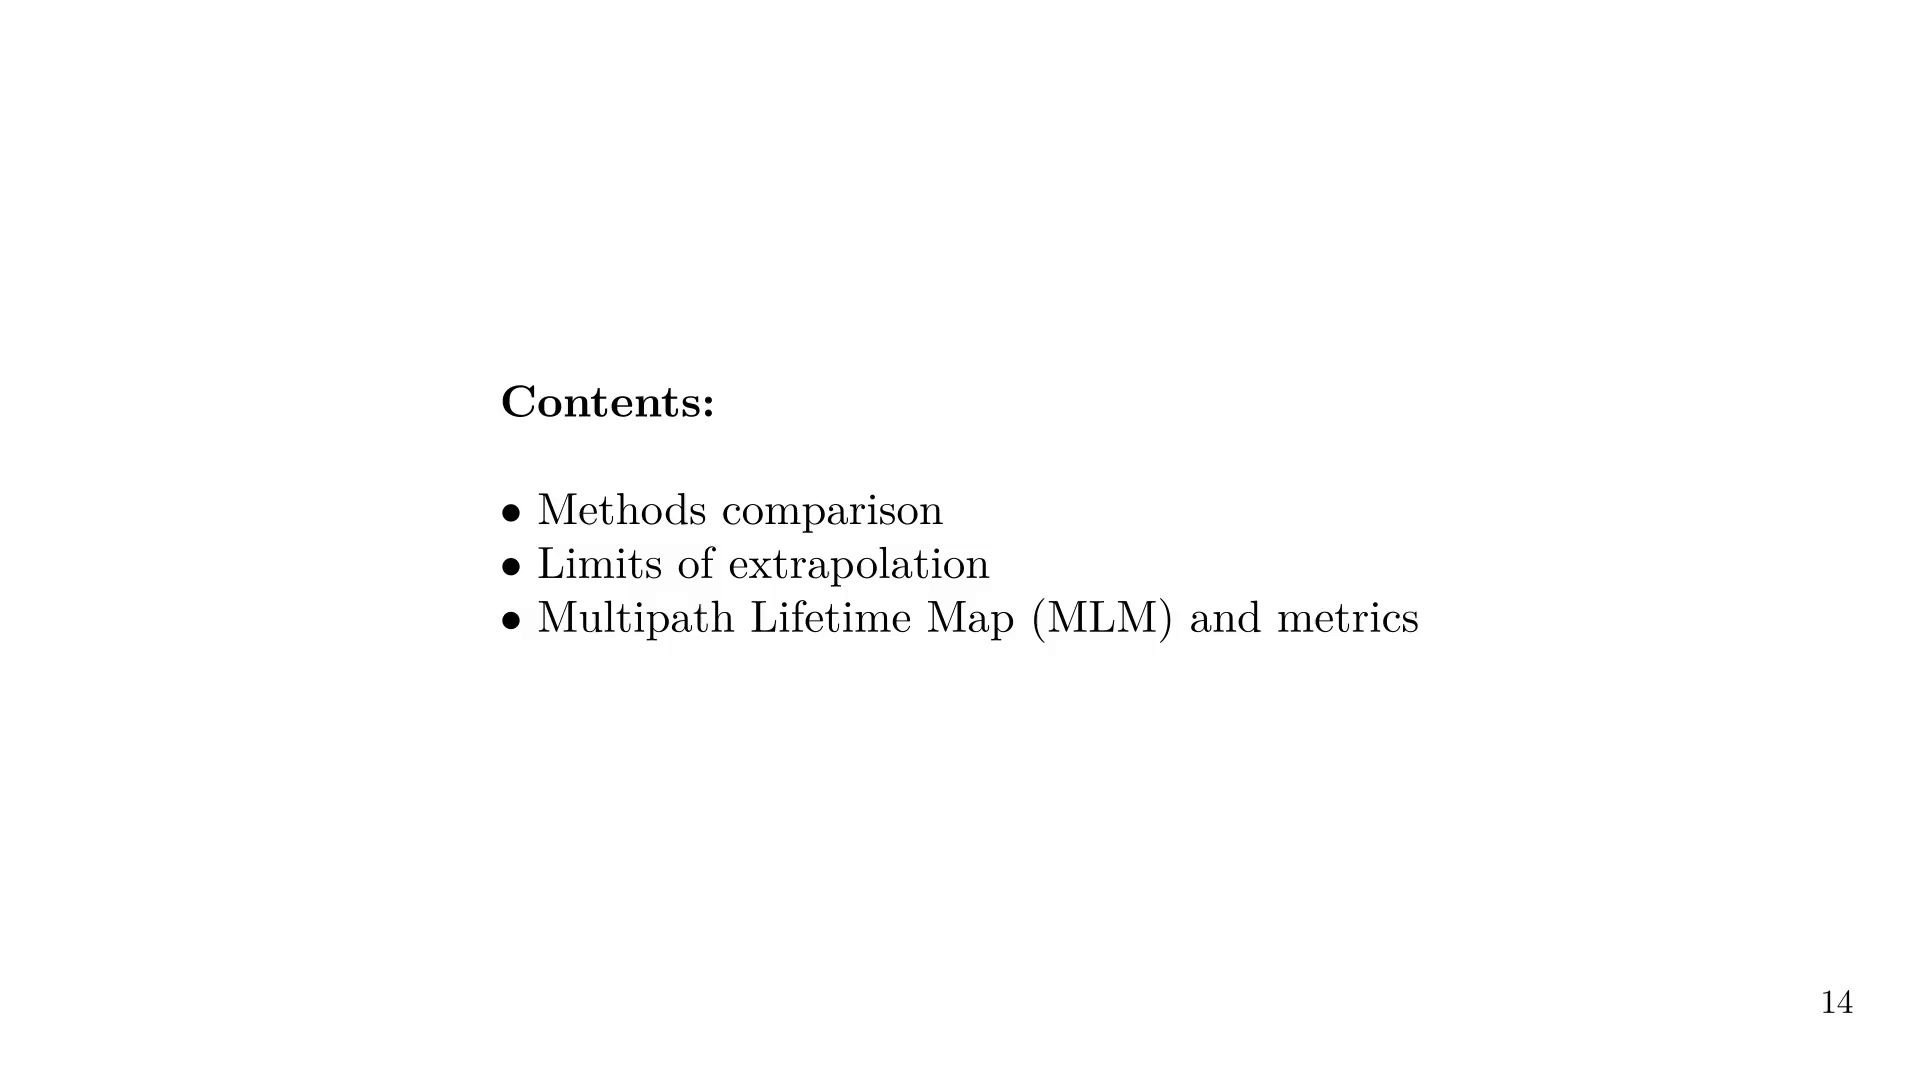 Contents:
• Methods comparison
• Limits of extrapolation
• Multipath Lifetime Map (MLM) and metrics
14